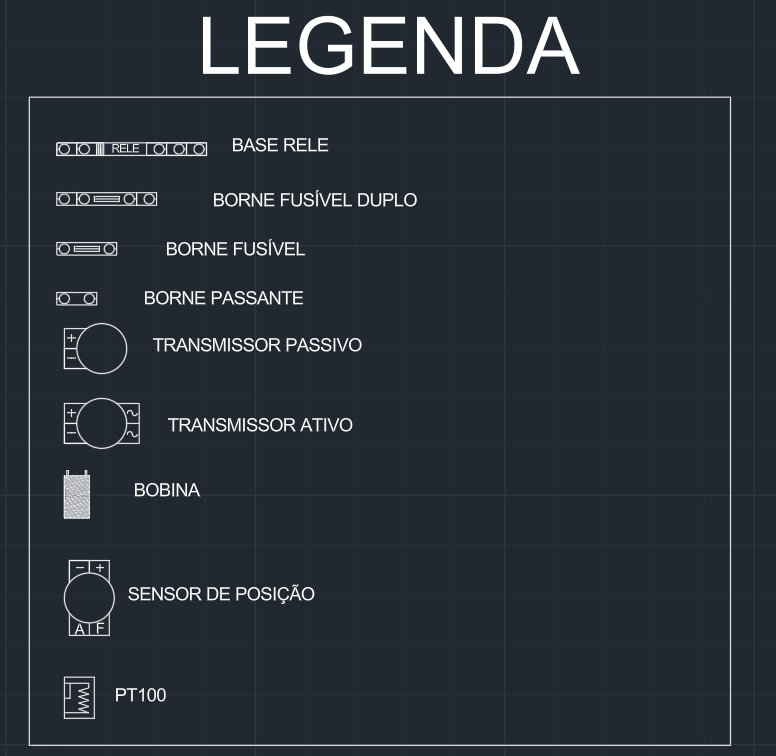 LEGENDA
RELE BASE RELE
BORNE FUSÍVEL DUPLO
BORNE FUSÍVEL
BORNE PASSANTE
+
− TRANSMISSOR PASSIVO
+ ~
− ~ TRANSMISSOR ATIVO
BOBINA
− +
SENSOR DE POSIÇÃO
A F
PT100